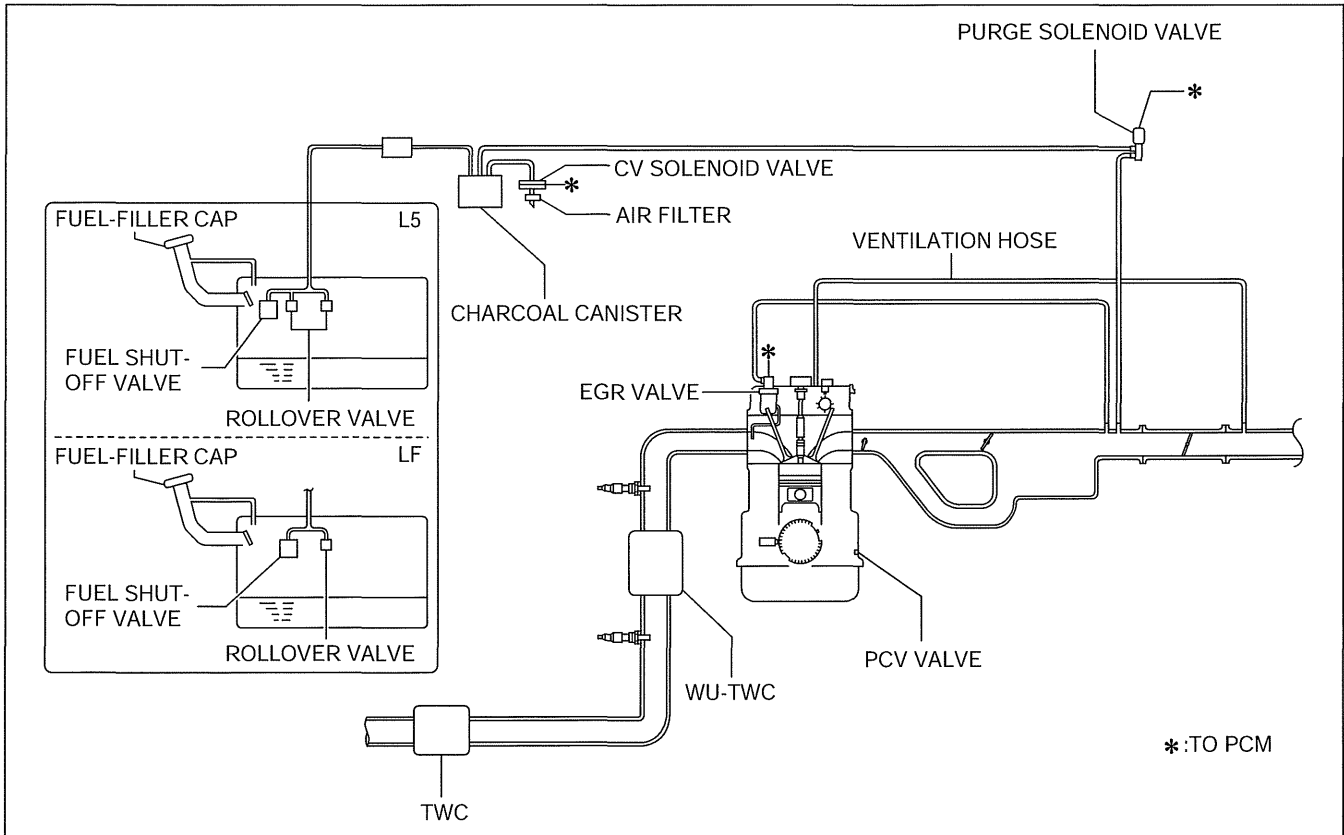 PURGE SOLENOID VALVE
*
CV SOLENOID VALVE
*
AIR FILTER
FUEL-FILLER CAP
L5
VENTILATION HOSE
CHARCOAL CANISTER
FUEL SHUT-
OFF VALVE
*
EGR VALVE
ROLLOVER VALVE
FUEL-FILLER CAP
LF
FUEL SHUT-
OFF VALVE
ROLLOVER VALVE
PCV VALVE
WU-TWC
* :TO PCM
TWC